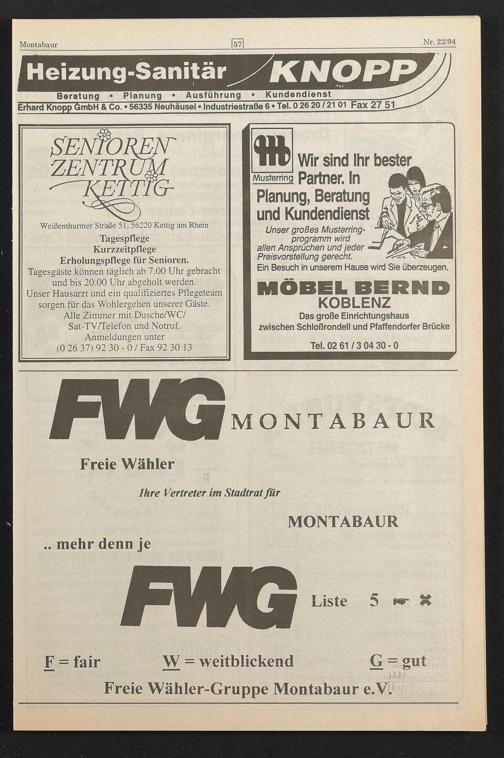 Montabaur 57 Nr. 22/94
Heizung-Sanitär KNOPP
Beratung • Planung • Ausführung • Kundendienst
Erhard Knopp GmbH & Co. • 56335 Neuhäusel • Industriestraße 6 • Tel. 0 26 20 / 21 01 Fax 27 51
SENIOREN
ZENTRUM
KETTIG
Weißenthurmer Straße 51, 56220 Kettig am Rhein
Tagespflege
Kurzzeitpflege
Erholungspflege für Senioren.
Tagesgäste können täglich ab 7.00 Uhr gebracht
und bis 20.00 Uhr abgeholt werden.
Unser Hausarzt und ein qualifiziertes Pflegeteam
sorgen für das Wohlergehen unserer Gäste.
Alle Zimmer mit Dusche/WC/
Sat-TV/Telefon und Notruf.
Anmeldungen unter
(0 26 37) 92 30 - 0 / Fax 92 30 13
Musterring
Wir sind Ihr bester
Partner. In
Planung, Beratung
und Kundendienst
Unser großes Musterring-
programm wird
allen Ansprüchen und jeder
Preisvorstellung gerecht.
Ein Besuch in unserem Hause wird Sie überzeugen.
MÖBEL BERND
KOBLENZ
Das große Einrichtungshaus
zwischen Schloßrondell und Pfaffendorfer Brücke
Tel. 02 61 / 3 04 30 - 0
FWG MONTABAUR
Freie Wähler
Ihre Vertreter im Stadtrat für
MONTABAUR
.. mehr denn je
FWG Liste 5 ☛ ✖
F = fair W = weitblickend G = gut
Freie Wähler-Gruppe Montabaur e.V.